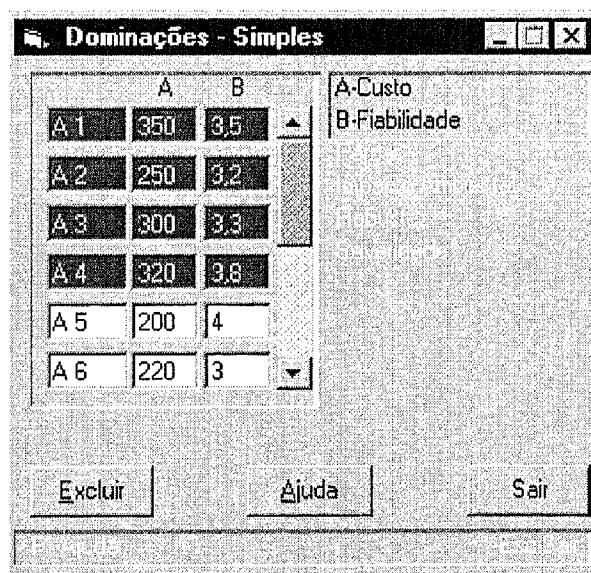 Dominações - Simples
A B
A 1 350 3,5
A 2 250 3,2
A 3 300 3,3
A 4 320 3,6
A 5 200 4
A 6 220 3
A-Custo
B-Fiabilidade
Excluir Ajuda Sair